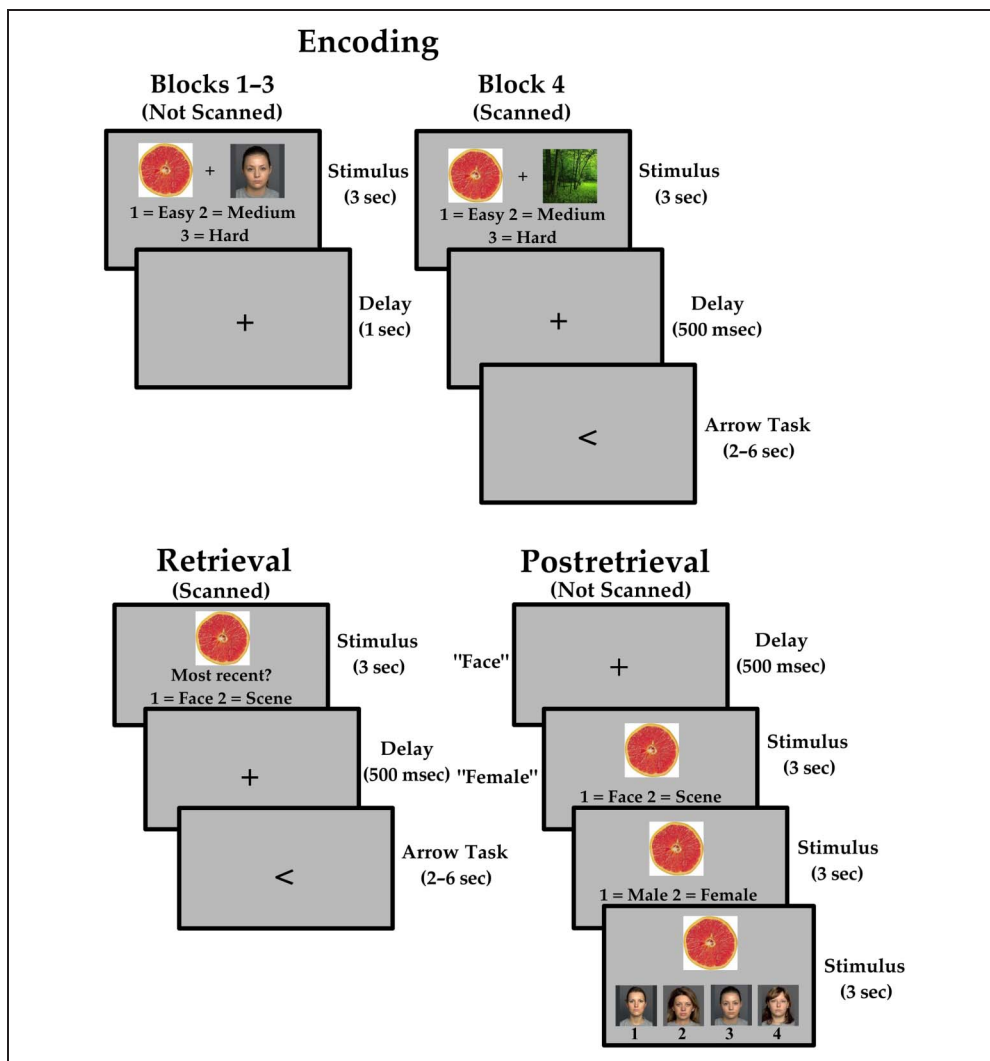 Encoding
Blocks 1–3
(Not Scanned)
+
1 = Easy 2 = Medium
3 = Hard
Stimulus
(3 sec)
+
Delay
(1 sec)
Block 4
(Scanned)
+
1 = Easy 2 = Medium
3 = Hard
Stimulus
(3 sec)
+
Delay
(500 msec)
<
Arrow Task
(2–6 sec)
Retrieval
(Scanned)
Most recent?
1 = Face 2 = Scene
Stimulus
(3 sec)
+
Delay
(500 msec)
<
Arrow Task
(2–6 sec)
Postretrieval
(Not Scanned)
"Face"
+
Delay
(500 msec)
"Female"
1 = Face 2 = Scene
Stimulus
(3 sec)
1 = Male 2 = Female
Stimulus
(3 sec)
1 2 3 4
Stimulus
(3 sec)